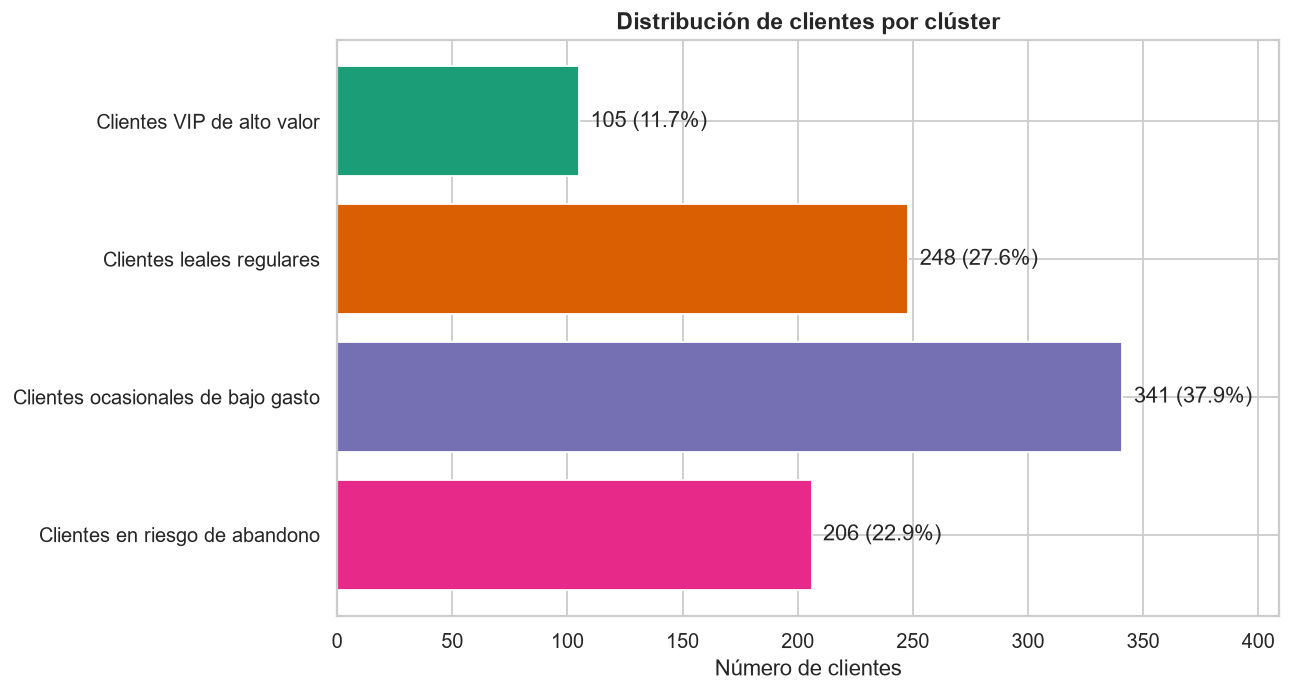 Distribución de clientes por clúster
Clientes VIP de alto valor
105 (11.7%)
Clientes leales regulares
248 (27.6%)
Clientes ocasionales de bajo gasto
341 (37.9%)
Clientes en riesgo de abandono
206 (22.9%)
0 50 100 150 200 250 300 350 400
Número de clientes